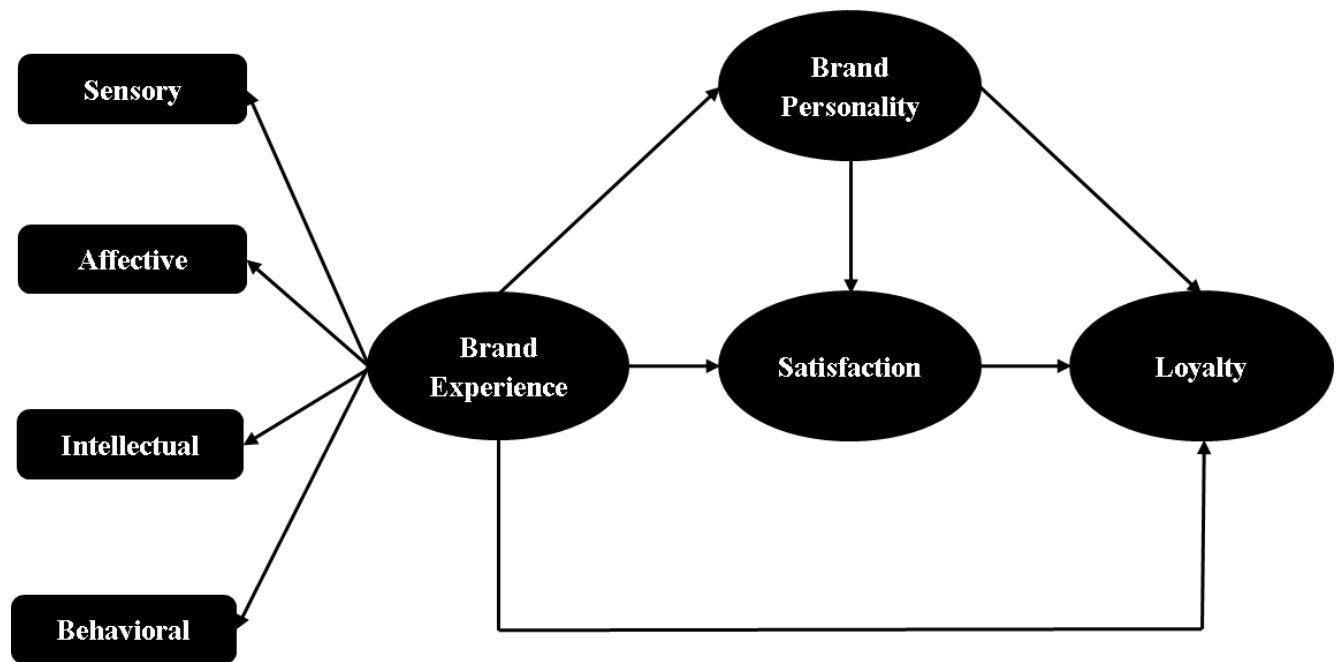 Sensory
Affective
Intellectual
Behavioral
Brand
Experience
Brand
Personality
Satisfaction
Loyalty